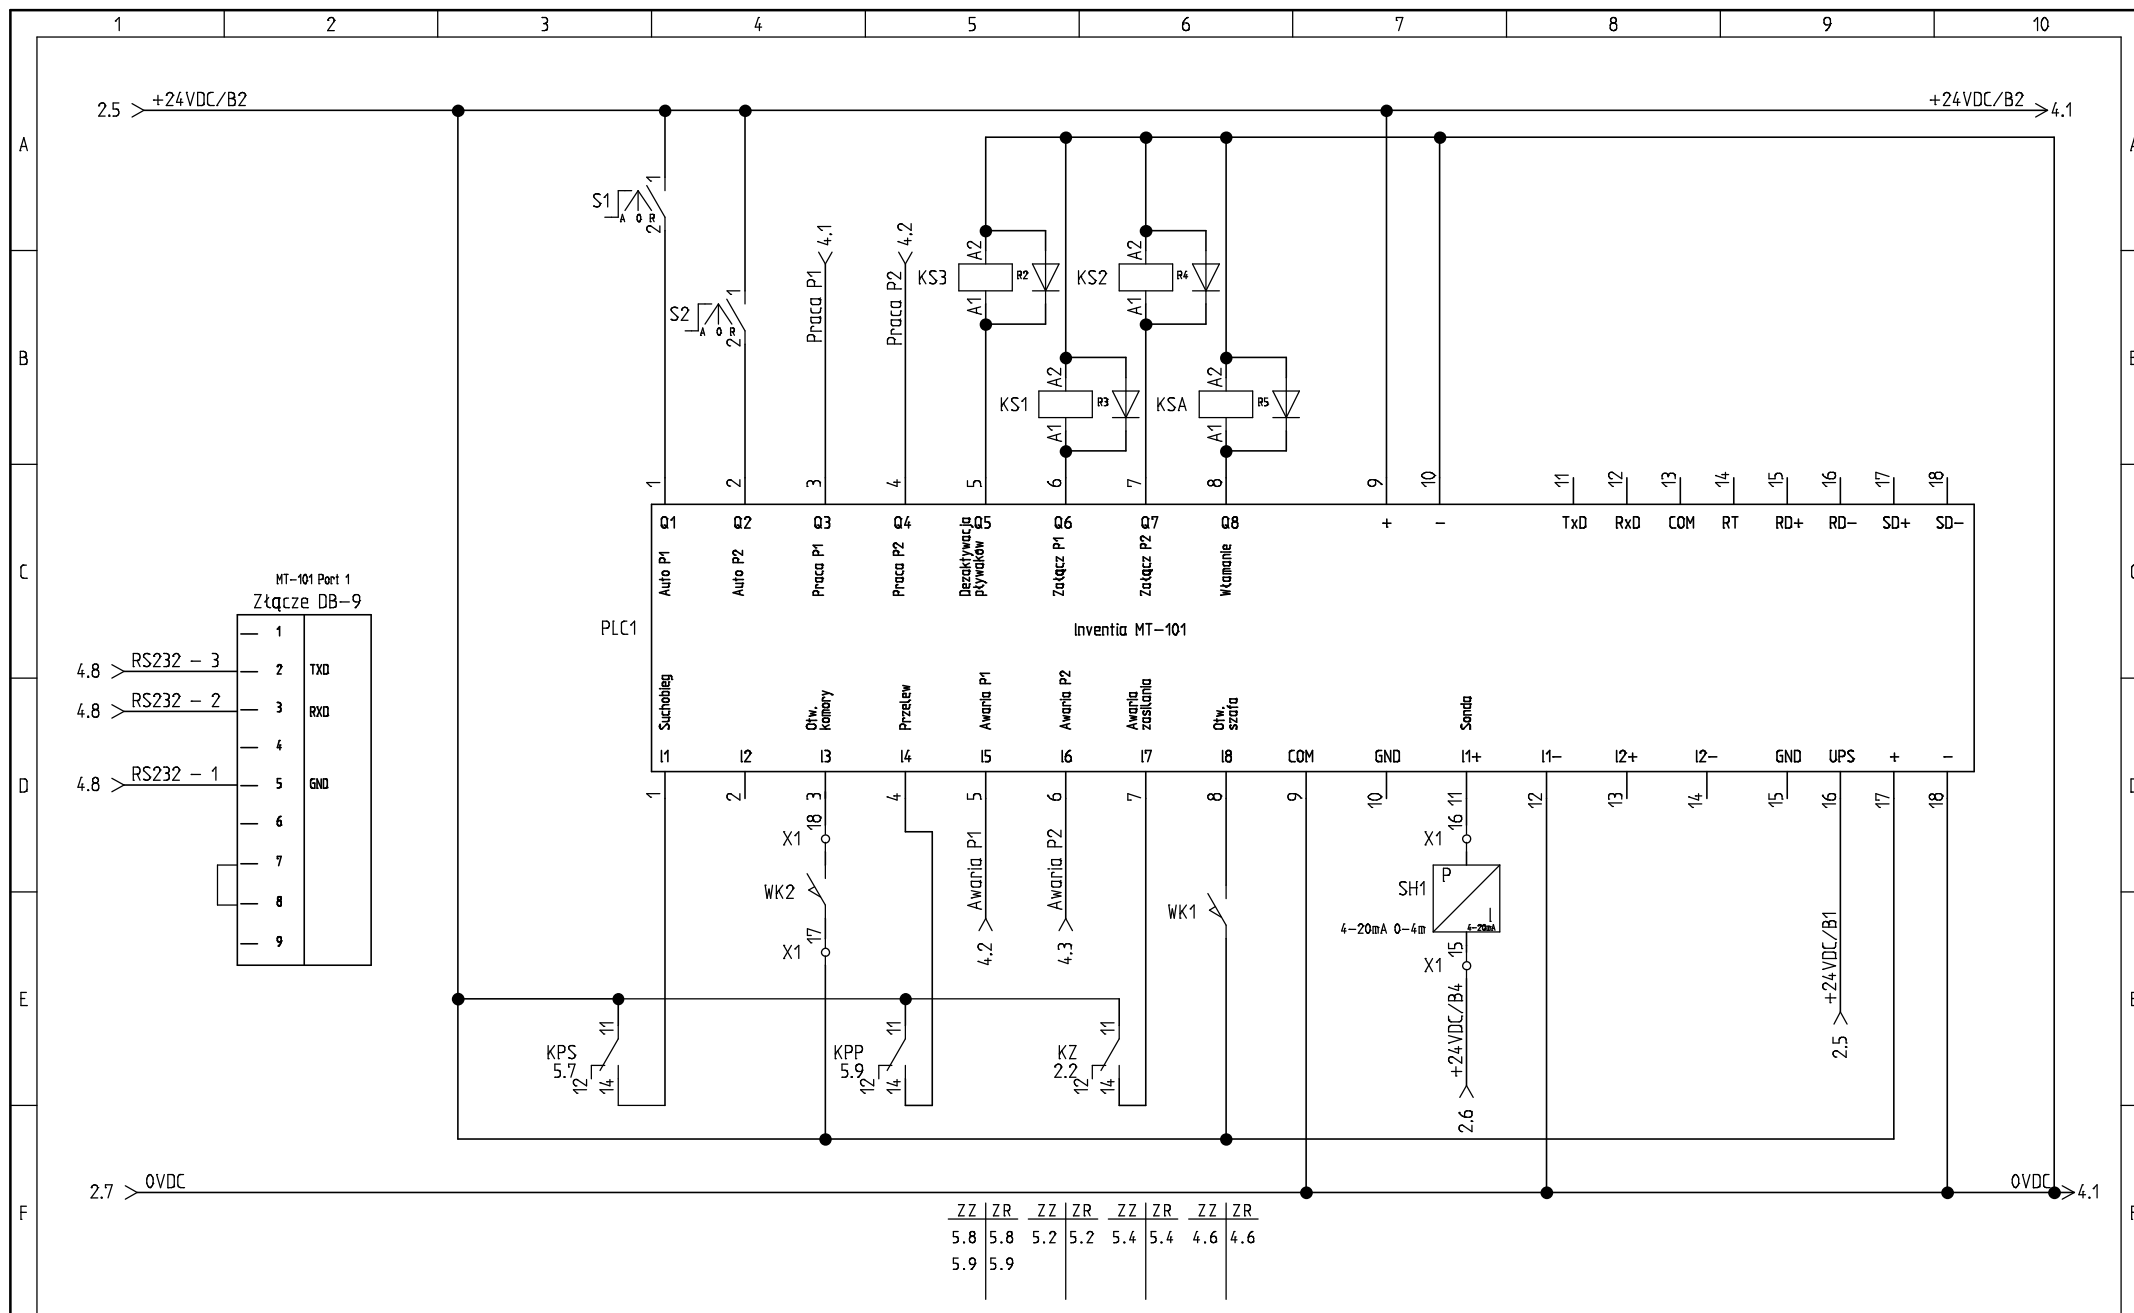 1 2 3 4 5 6 7 8 9 10
2.5 +24VDC/B2 +24VDC/B2 4.1
A
S1 A 0 R 1 2
S2 A 0 R 1 2
Praca P1 4.1
Praca P2 4.2
KS3 A2 A1 R2
KS2 A2 A1 R4
KS1 A2 A1 R3
KSA A2 A1 R5
B
1 2 3 4 5 6 7 8 9 10 11 12 13 14 15 16 17 18
Q1 Q2 Q3 Q4 Q5 Q6 Q7 Q8 + - TxD RxD COM RT RD+ RD- SD+ SD-
Auto P1
Auto P2
Praca P1
Praca P2
Dezaktywacja
pływaków
Załącz P1
Załącz P2
Włamanie
C
PLC1
Inventia MT-101
MT-101 Port 1
Złącze DB-9
1
4.8 RS232 - 3 2 TXD
4.8 RS232 - 2 3 RXD
4
4.8 RS232 - 1 5 GND
6
7
8
9
Suchobieg
Otw.
komory
Przelew
Awaria P1
Awaria P2
Awaria
zasilania
Otw.
szafa
Sonda
I1 I2 I3 I4 I5 I6 I7 I8 COM GND I1+ I1- I2+ I2- GND UPS + -
D
1 2 3 4 5 6 7 8 9 10 11 12 13 14 15 16 17 18
X1 18
WK2
X1 17
Awaria P1 4.2
Awaria P2 4.3
WK1
X1 16
SH1 P I
4-20mA 0-4m 4-20mA
X1 15
+24VDC/B4 2.6
+24VDC/B1 2.5
E
KPS
5.7
11 12 14
KPP
5.9
11 12 14
KZ
2.2
11 12 14
2.7 0VDC 0VDC 4.1
F
ZZ ZR ZZ ZR ZZ ZR ZZ ZR
5.8 5.8 5.2 5.2 5.4 5.4 4.6 4.6
5.9 5.9